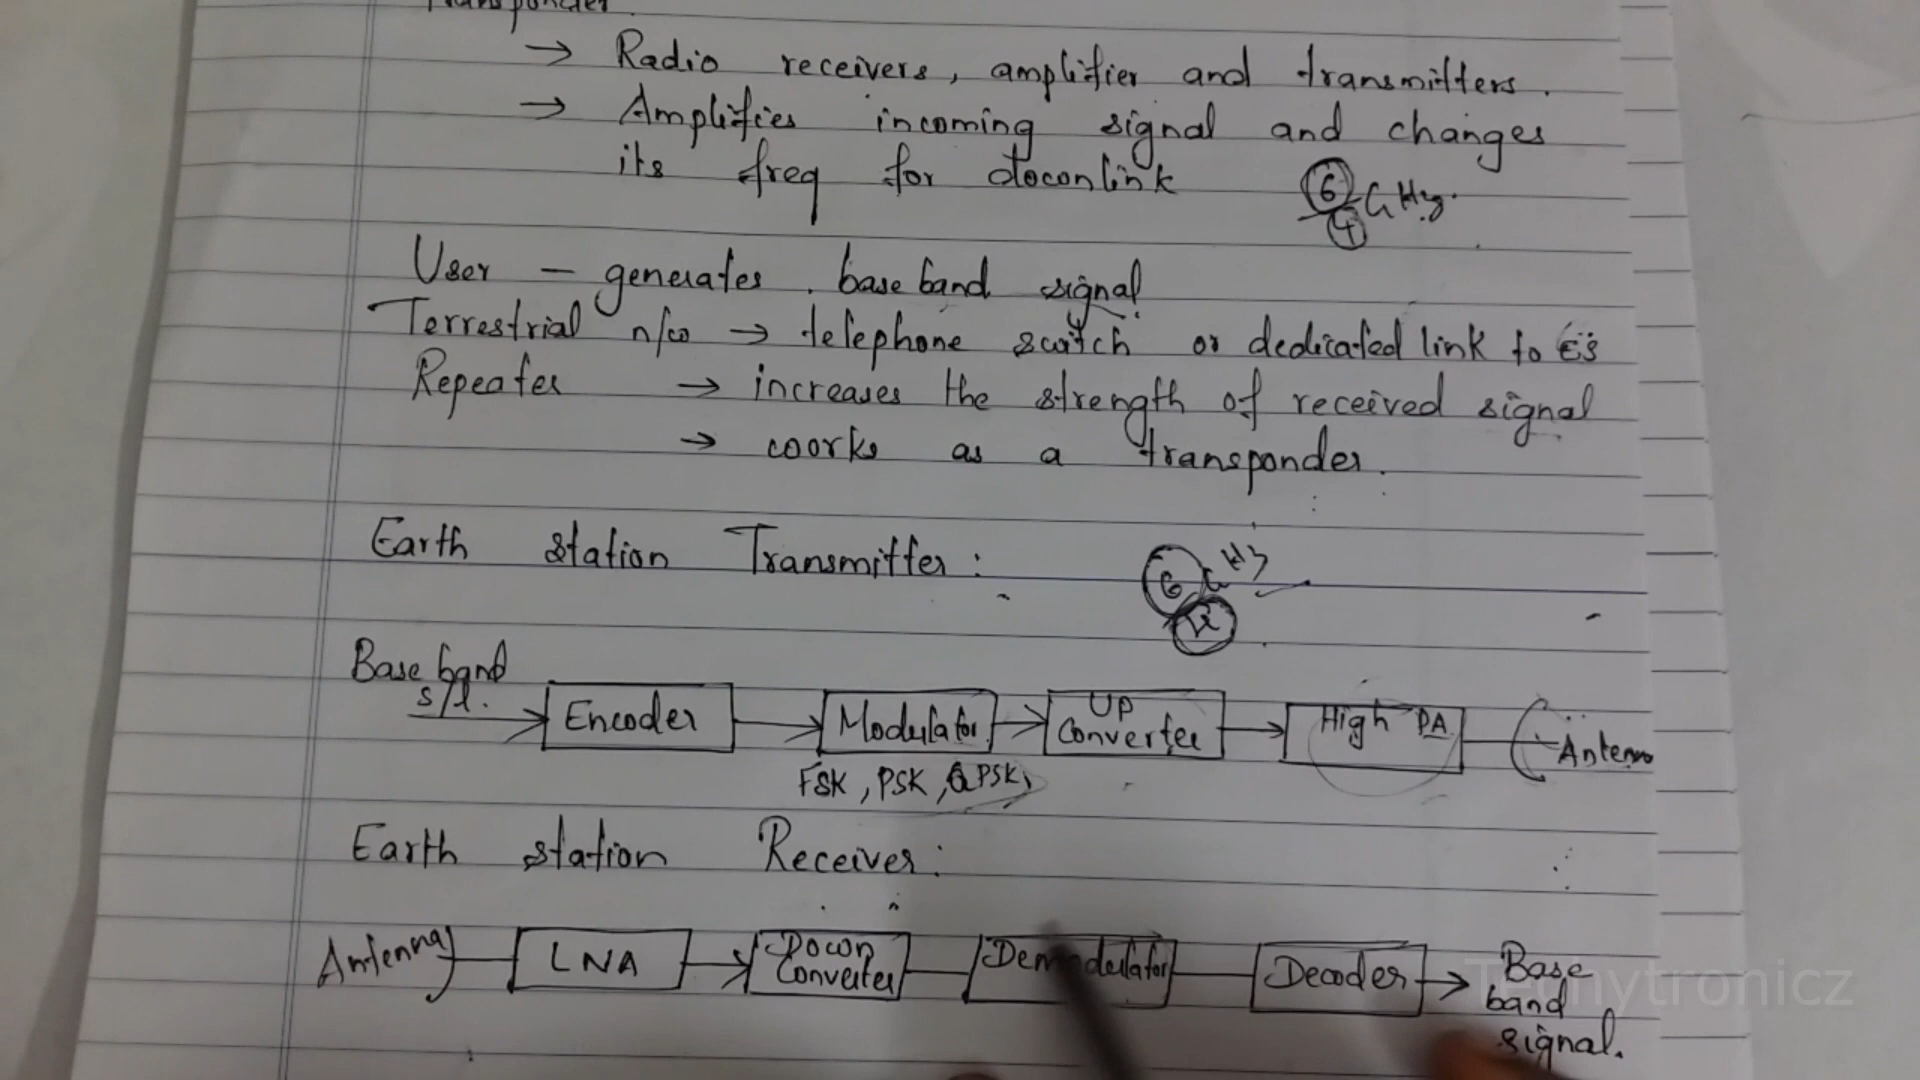 Transponder
→ Radio receivers, amplifier and transmitters.
→ Amplifies incoming signal and changes
its freq for downlink 6/4 GHz.
User – generates base band signal.
Terrestrial n/w → telephone switch or dedicated link to ES
Repeater → increases the strength of received signal
→ works as a transponder.
Earth station Transmitter:
6 GHz
Base band
s/l.
Encoder
Modulator
UP
Converter
High PA
Antenna
FSK, PSK, QPSK,
Earth station Receiver:
Antenna
LNA
Down
Converter
Demodulator
Decoder
Base
band
signal.
Techytronicz